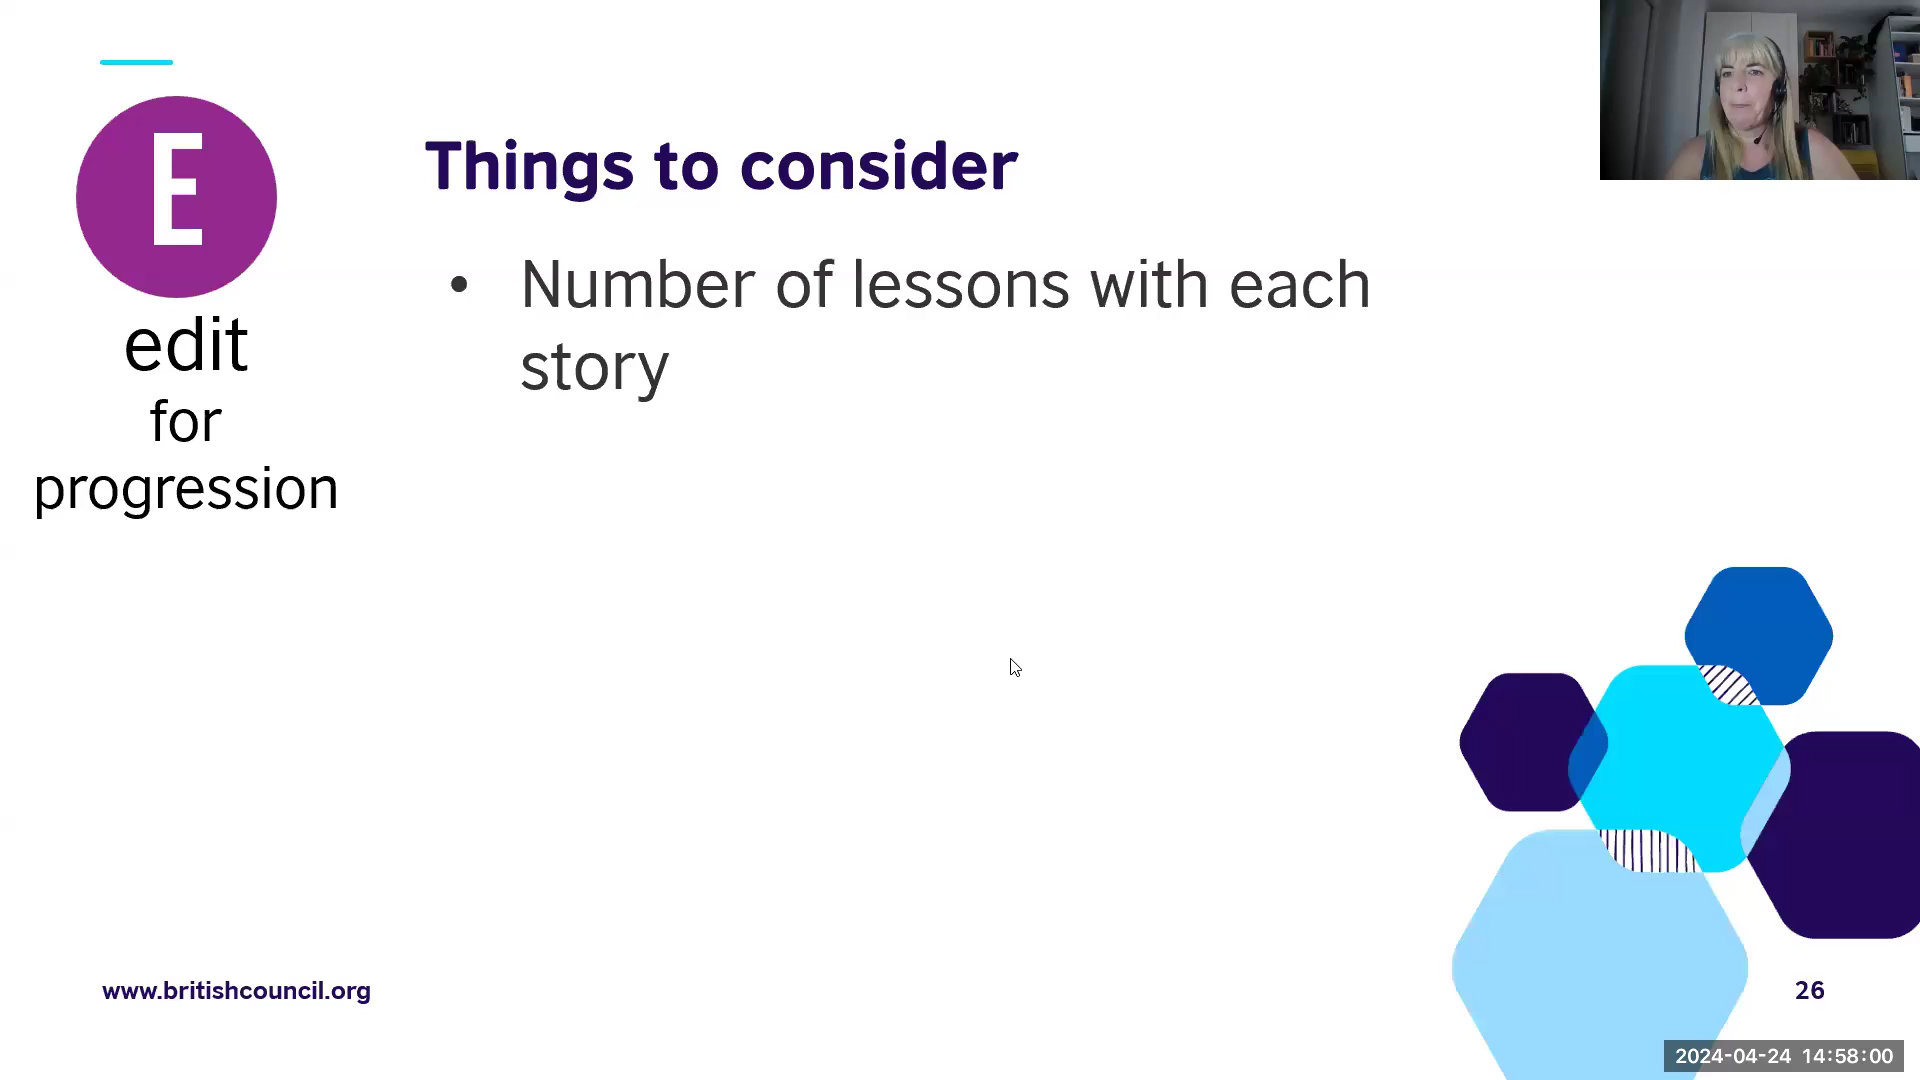 E
edit
for
progression
Things to consider
• Number of lessons with each
story
www.britishcouncil.org
26
2024-04-24 14:58:00